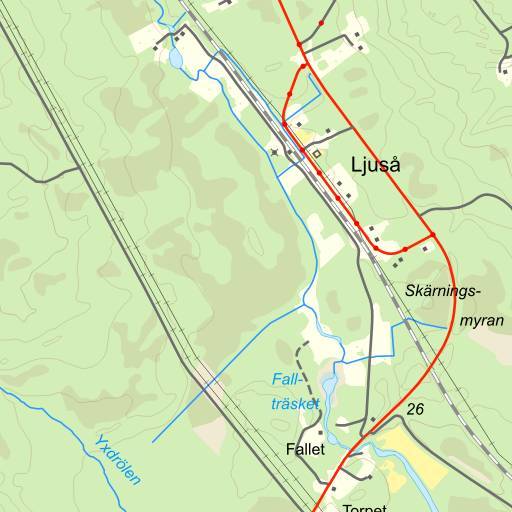 Ljuså
Skärnings-
myran
Fall-
träsket
26
Yxdrölen
Fallet
Torpet